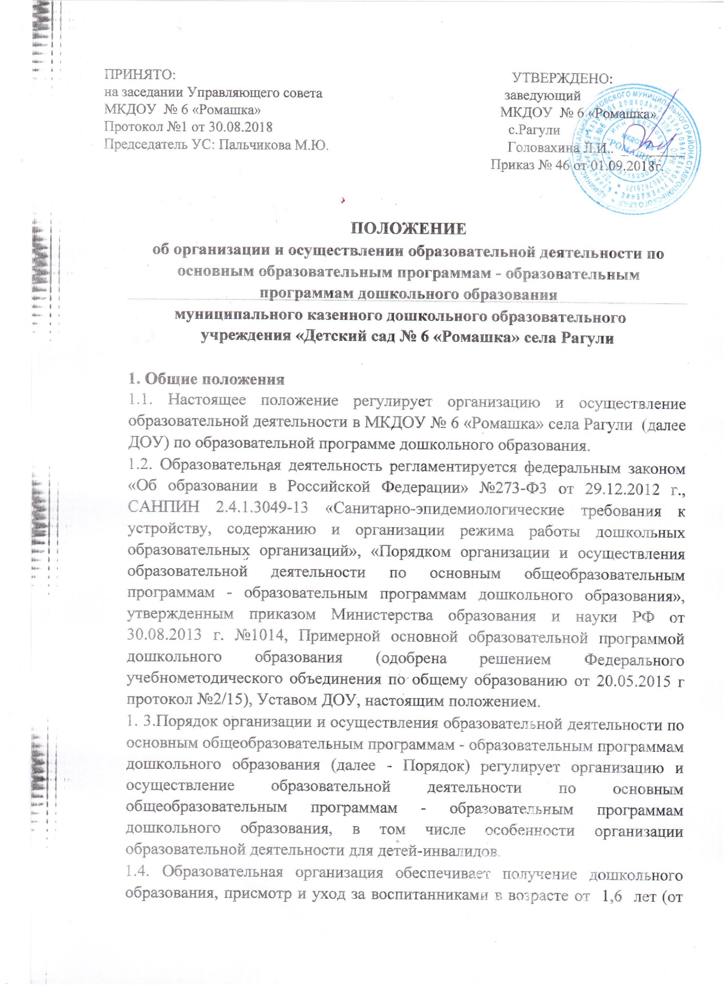 ПРИНЯТО:
на заседании Управляющего совета
МКДОУ № 6 «Ромашка»
Протокол №1 от 30.08.2018
Председатель УС: Пальчикова М.Ю.
УТВЕРЖДЕНО:
заведующий
МКДОУ № 6 «Ромашка»
с.Рагули
Головахина Л.И..
Приказ № 46 от 01.09.2018г.
ПОЛОЖЕНИЕ
об организации и осуществлении образовательной деятельности по
основным образовательным программам - образовательным
программам дошкольного образования
муниципального казенного дошкольного образовательного
учреждения «Детский сад № 6 «Ромашка» села Рагули
1. Общие положения
1.1. Настоящее положение регулирует организацию и осуществление
образовательной деятельности в МКДОУ № 6 «Ромашка» села Рагули (далее
ДОУ) по образовательной программе дошкольного образования.
1.2. Образовательная деятельность регламентируется федеральным законом
«Об образовании в Российской Федерации» №273-ФЗ от 29.12.2012 г.,
САНПИН 2.4.1.3049-13 «Санитарно-эпидемиологические требования к
устройству, содержанию и организации режима работы дошкольных
образовательных организаций», «Порядком организации и осуществления
образовательной деятельности по основным общеобразовательным
программам - образовательным программам дошкольного образования»,
утвержденным приказом Министерства образования и науки РФ от
30.08.2013 г. №1014, Примерной основной образовательной программой
дошкольного образования (одобрена решением Федерального
учебнометодического объединения по общему образованию от 20.05.2015 г
протокол №2/15), Уставом ДОУ, настоящим положением.
1. 3.Порядок организации и осуществления образовательной деятельности по
основным общеобразовательным программам - образовательным программам
дошкольного образования (далее - Порядок) регулирует организацию и
осуществление образовательной деятельности по основным
общеобразовательным программам - образовательным программам
дошкольного образования, в том числе особенности организации
образовательной деятельности для детей-инвалидов.
1.4. Образовательная организация обеспечивает получение дошкольного
образования, присмотр и уход за воспитанниками в возрасте от 1,6 лет (от
МКДОУ №6
"РОМАШКА"